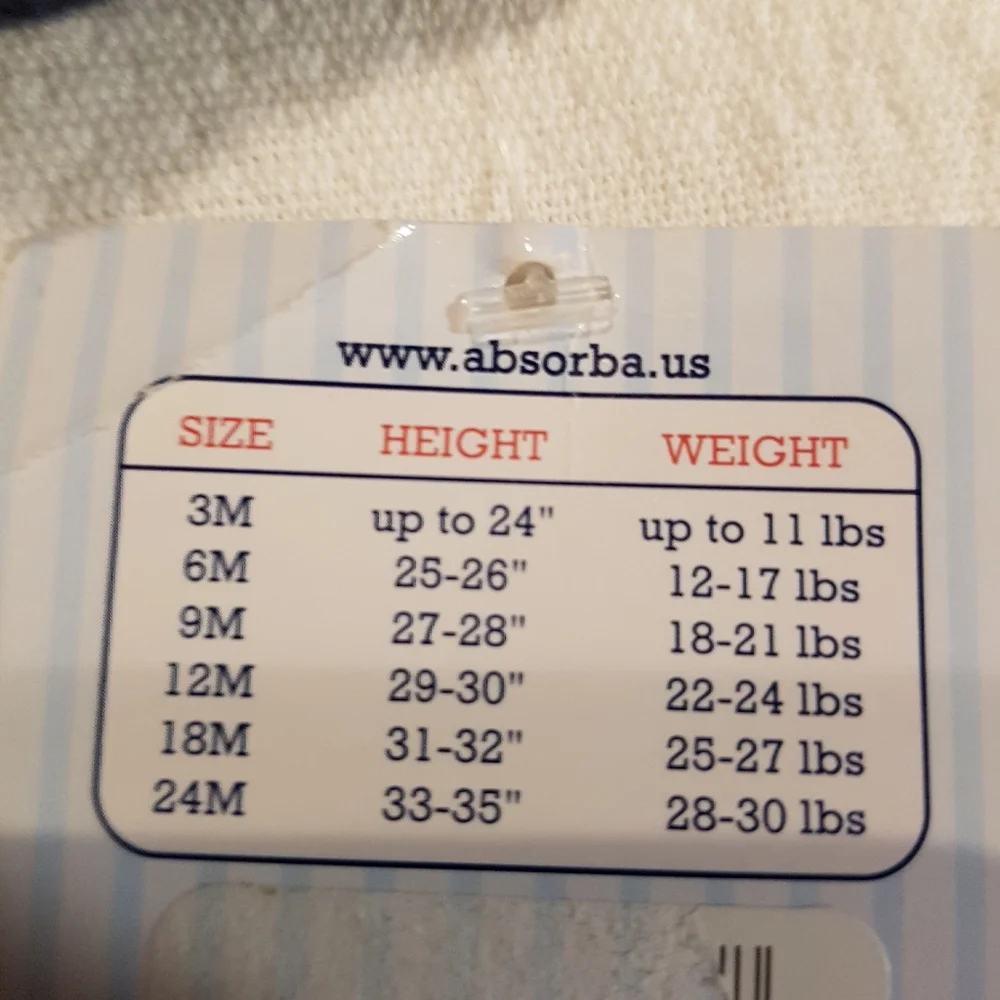 www.absorba.us
SIZE HEIGHT WEIGHT
3M up to 24" up to 11 lbs
6M 25-26" 12-17 lbs
9M 27-28" 18-21 lbs
12M 29-30" 22-24 lbs
18M 31-32" 25-27 lbs
24M 33-35" 28-30 lbs